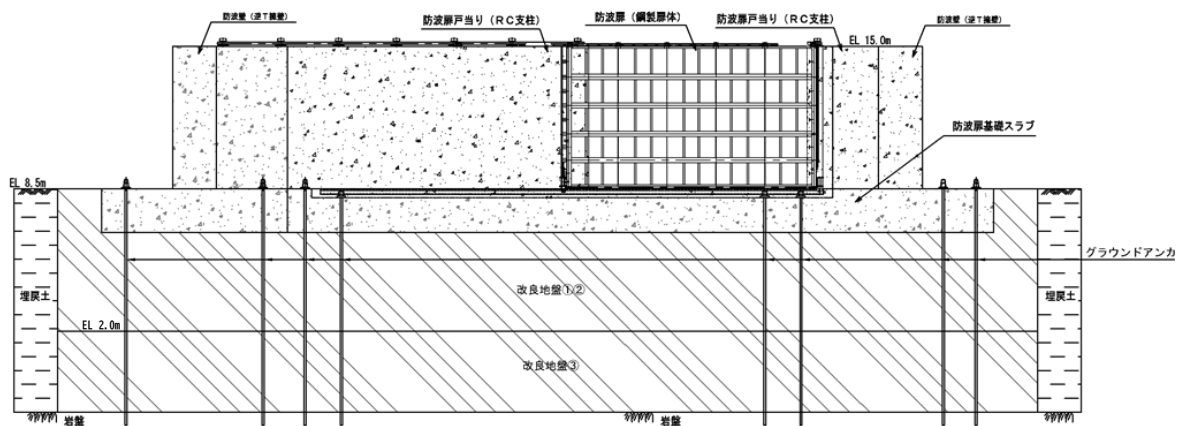 防波壁（逆Ｔ擁壁）
防波扉戸当り（ＲＣ支柱）
防波扉（鋼製扉体）
防波扉戸当り（ＲＣ支柱）
防波壁（逆Ｔ擁壁）
EL 15.0m
防波扉基礎スラブ
EL 8.5m
グラウンドアンカ
改良地盤①②
埋戻土
埋戻土
EL 2.0m
改良地盤③
岩盤
岩盤